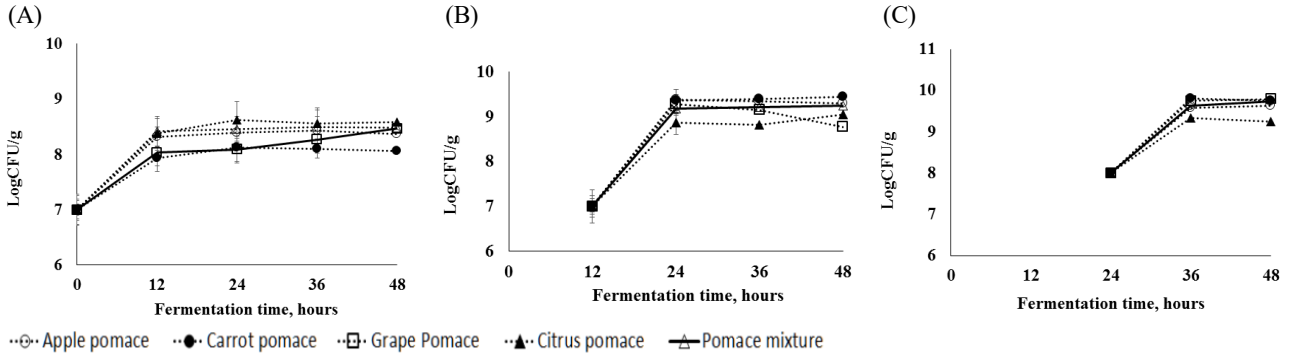 (A)
10
9
8
7
6
LogCFU/g
0 12 24 36 48
Fermentation time, hours
(B)
10
9
8
7
6
LogCFU/g
0 12 24 36 48
Fermentation time, hours
(C)
11
10
9
8
7
6
LogCFU/g
0 12 24 36 48
Fermentation time, hours
Apple pomace Carrot pomace Grape Pomace Citrus pomace Pomace mixture